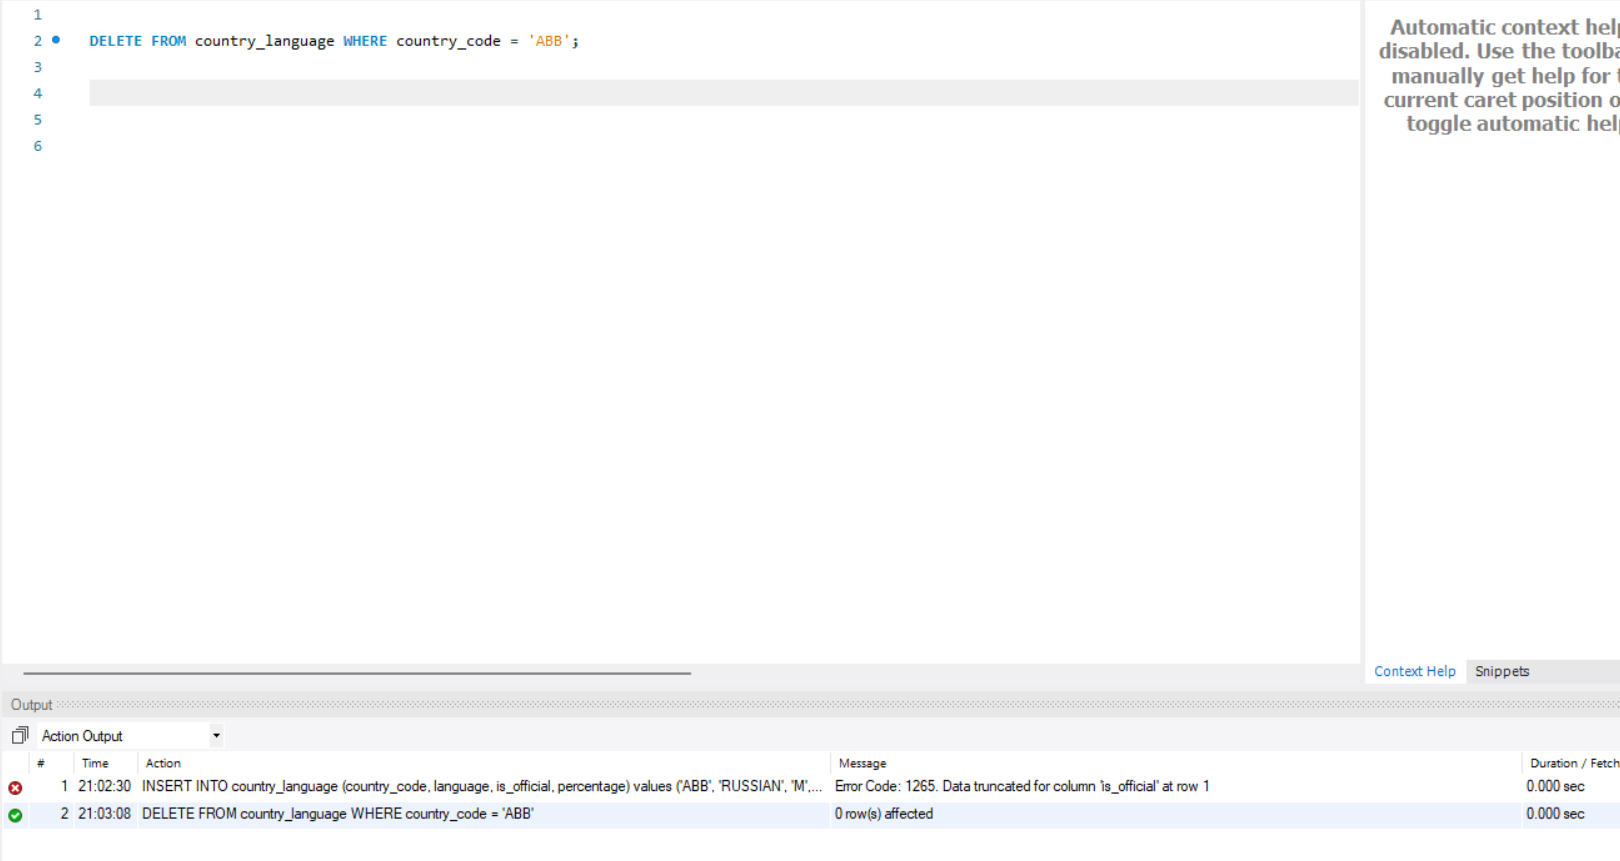 1
2 DELETE FROM country_language WHERE country_code = 'ABB';
3
4
5
6
Automatic context help
disabled. Use the toolba
manually get help for t
current caret position o
toggle automatic help
Context Help Snippets
Output
Action Output
# Time Action Message Duration / Fetch
1 21:02:30 INSERT INTO country_language (country_code, language, is_official, percentage) values ('ABB', 'RUSSIAN', 'M',... Error Code: 1265. Data truncated for column 'is_official' at row 1 0.000 sec
2 21:03:08 DELETE FROM country_language WHERE country_code = 'ABB' 0 row(s) affected 0.000 sec